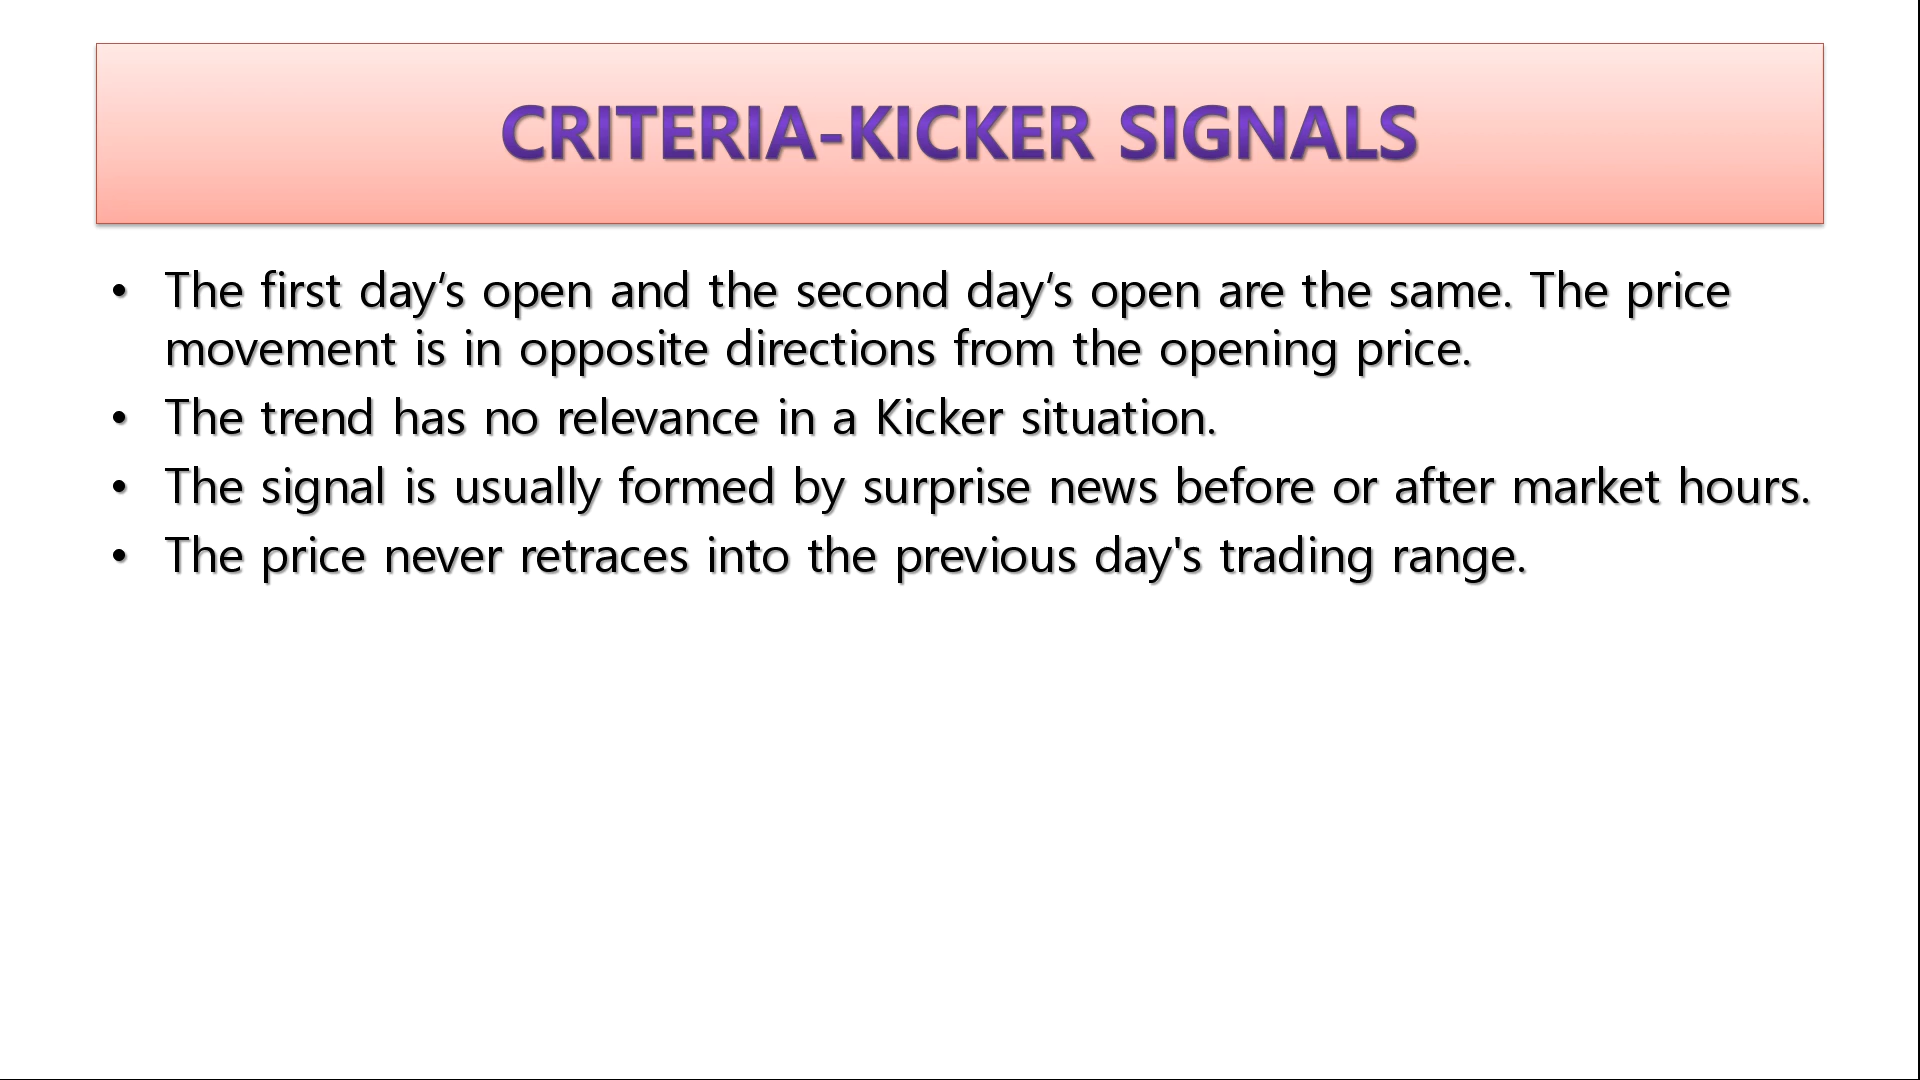 CRITERIA-KICKER SIGNALS
• The first day‘s open and the second day‘s open are the same. The price
movement is in opposite directions from the opening price.
• The trend has no relevance in a Kicker situation.
• The signal is usually formed by surprise news before or after market hours.
• The price never retraces into the previous day's trading range.